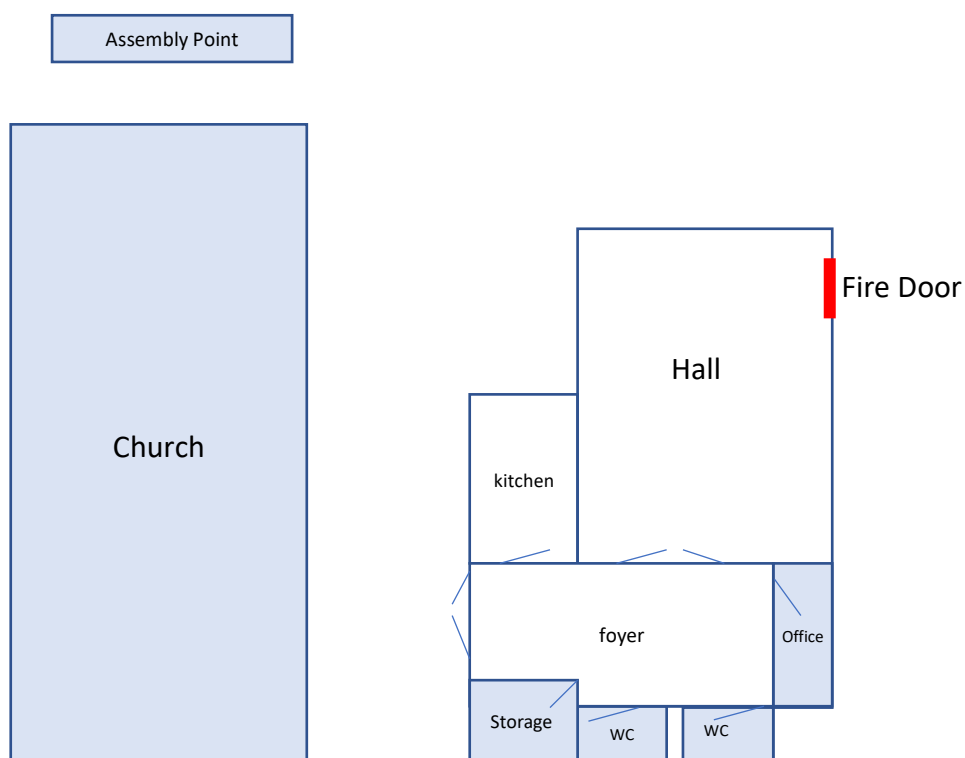 Assembly Point
Fire Door
Hall
Church
kitchen
foyer
Office
Storage
WC
WC